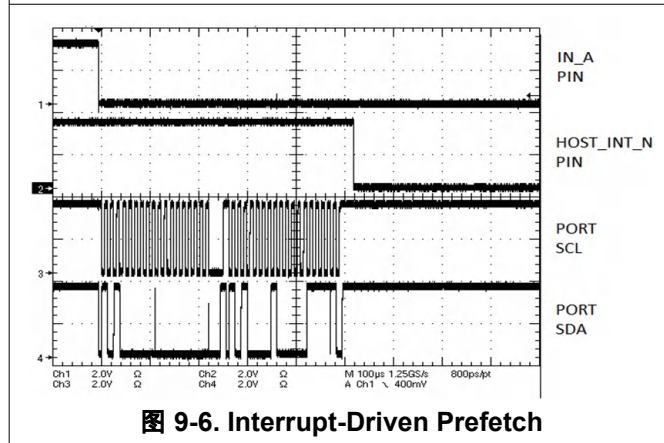 IN_A
PIN
1
HOST_INT_N
PIN
2
PORT
SCL
3
PORT
SDA
4
Ch1 2.0V Ω Ch2 2.0V Ω M 100µs 1.25GS/s 800ps/pt
Ch3 2.0V Ω Ch4 2.0V Ω A Ch1 ∖ 400mV
图 9-6. Interrupt-Driven Prefetch